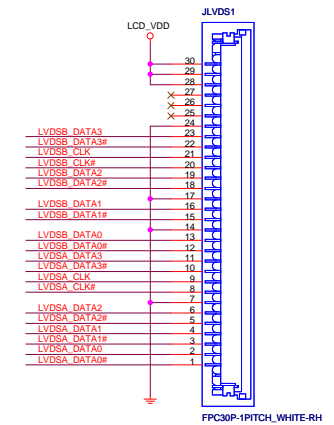 JLVDS1
LCD_VDD
30
29
28
27
26
25
24
LVDSB_DATA3 23
LVDSB_DATA3# 22
LVDSB_CLK 21
LVDSB_CLK# 20
LVDSB_DATA2 19
LVDSB_DATA2# 18
17
LVDSB_DATA1 16
LVDSB_DATA1# 15
14
LVDSB_DATA0 13
LVDSB_DATA0# 12
LVDSA_DATA3 11
LVDSA_DATA3# 10
LVDSA_CLK 9
LVDSA_CLK# 8
7
LVDSA_DATA2 6
LVDSA_DATA2# 5
LVDSA_DATA1 4
LVDSA_DATA1# 3
LVDSA_DATA0 2
LVDSA_DATA0# 1
FPC30P-1PITCH_WHITE-RH